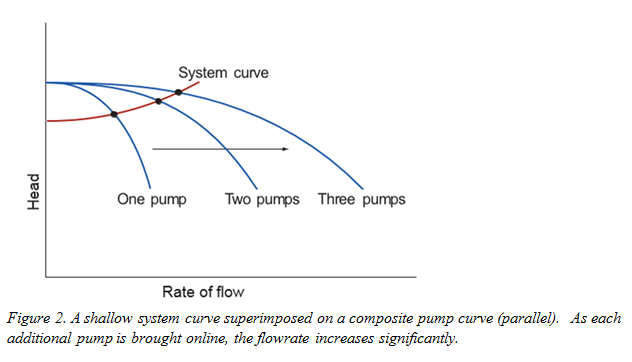 System curve
Head
One pump
Two pumps
Three pumps
Rate of flow
Figure 2. A shallow system curve superimposed on a composite pump curve (parallel).   As each
additional pump is brought online, the flowrate increases significantly.